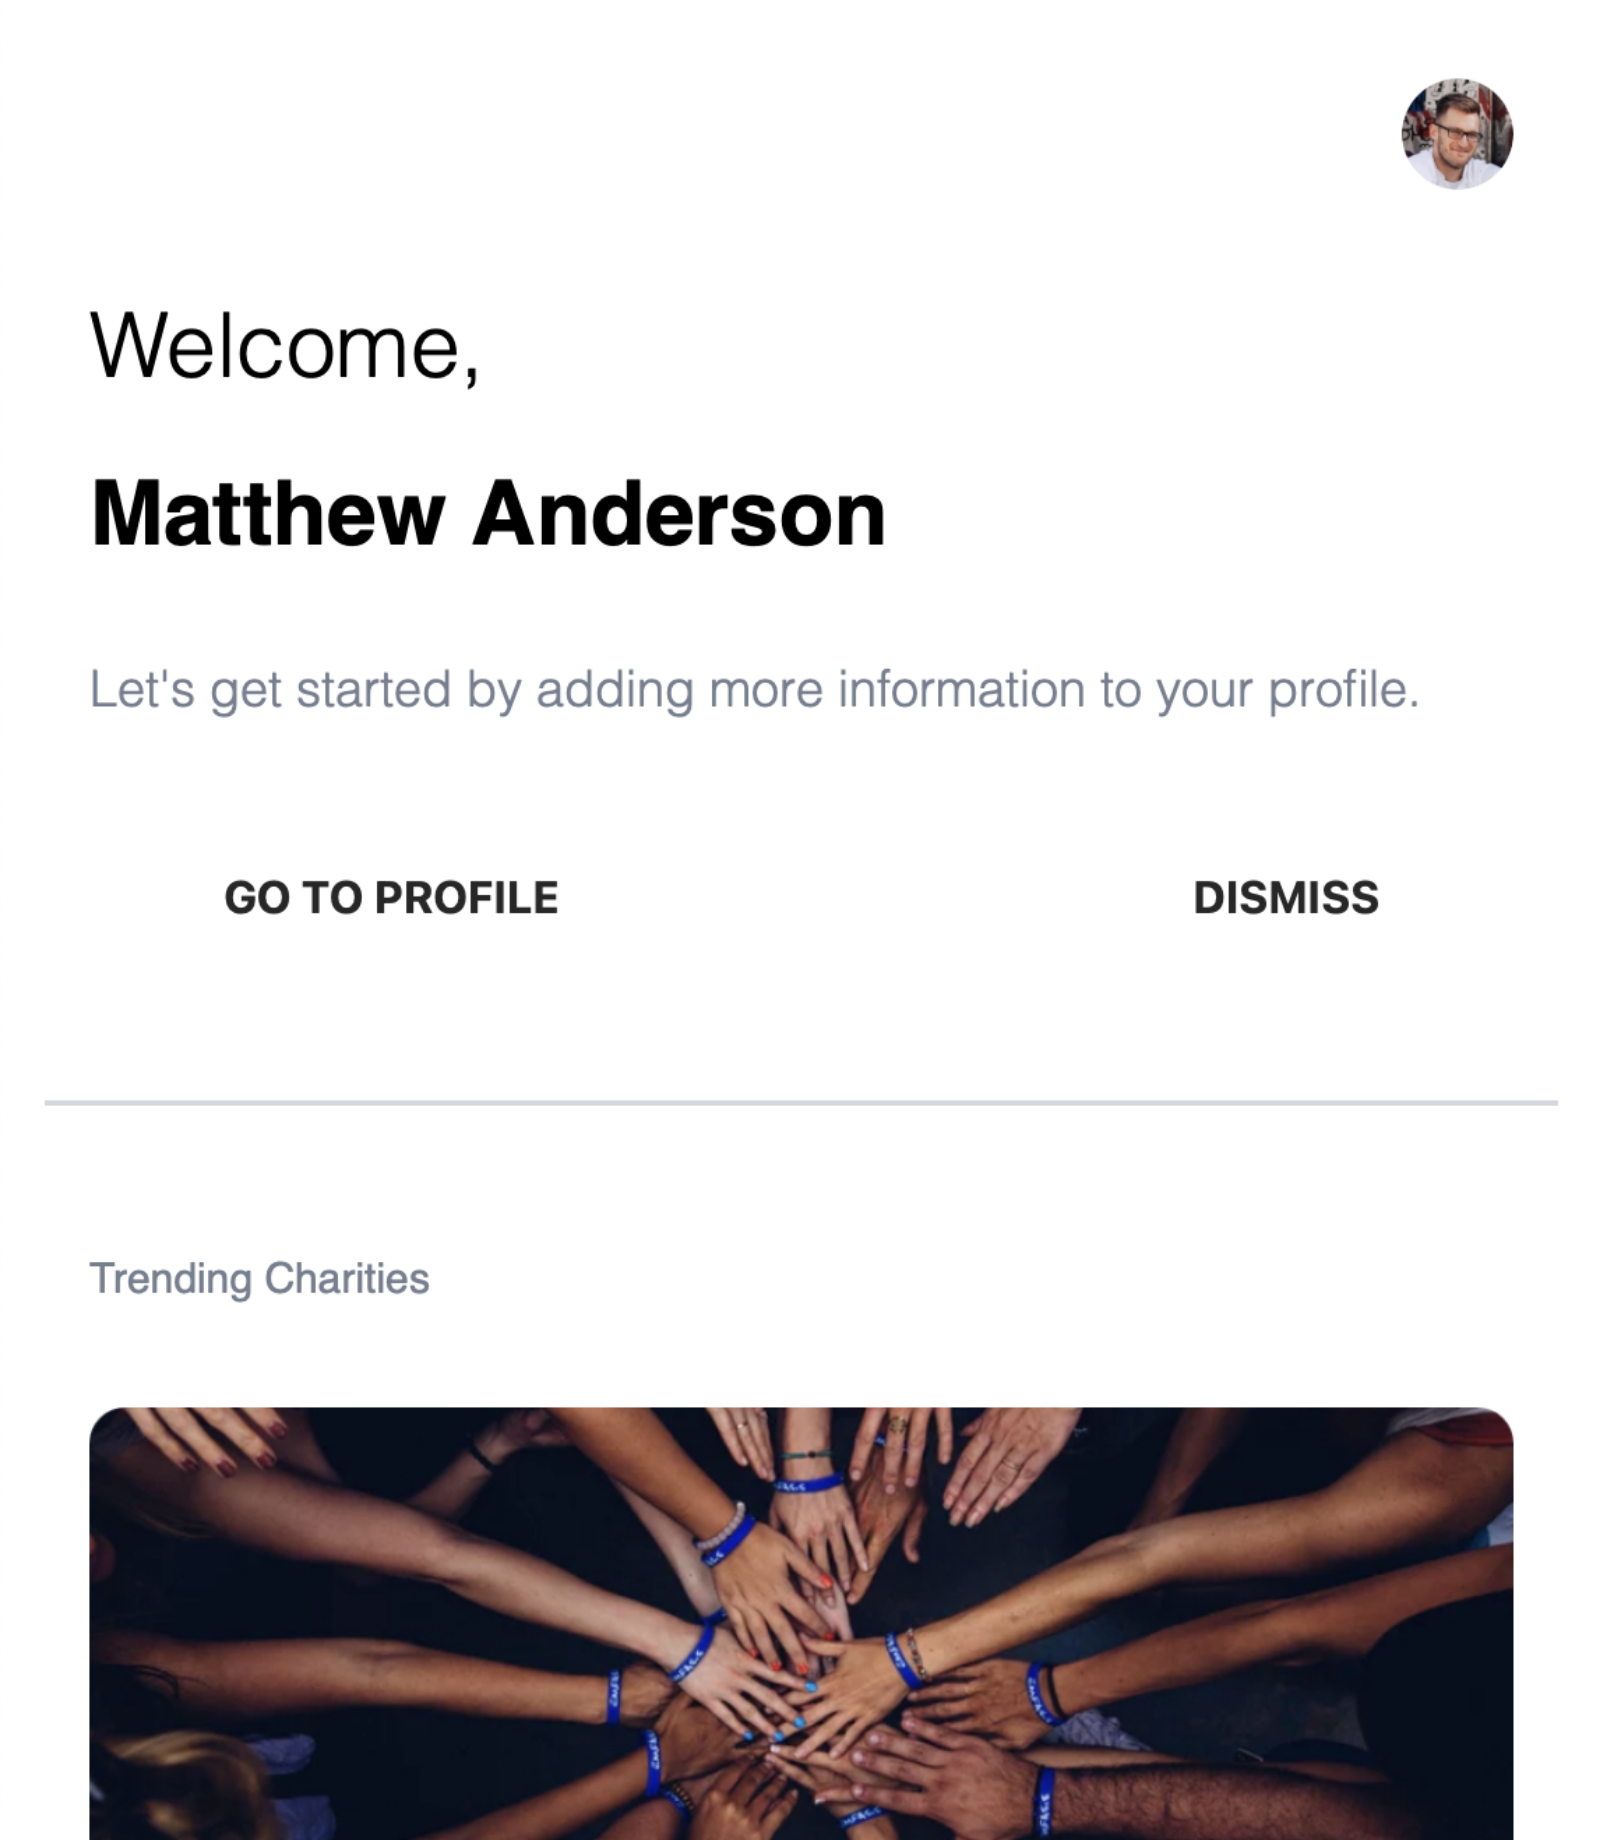 Welcome,
Matthew Anderson
Let's get started by adding more information to your profile.
GO TO PROFILE
DISMISS
Trending Charities